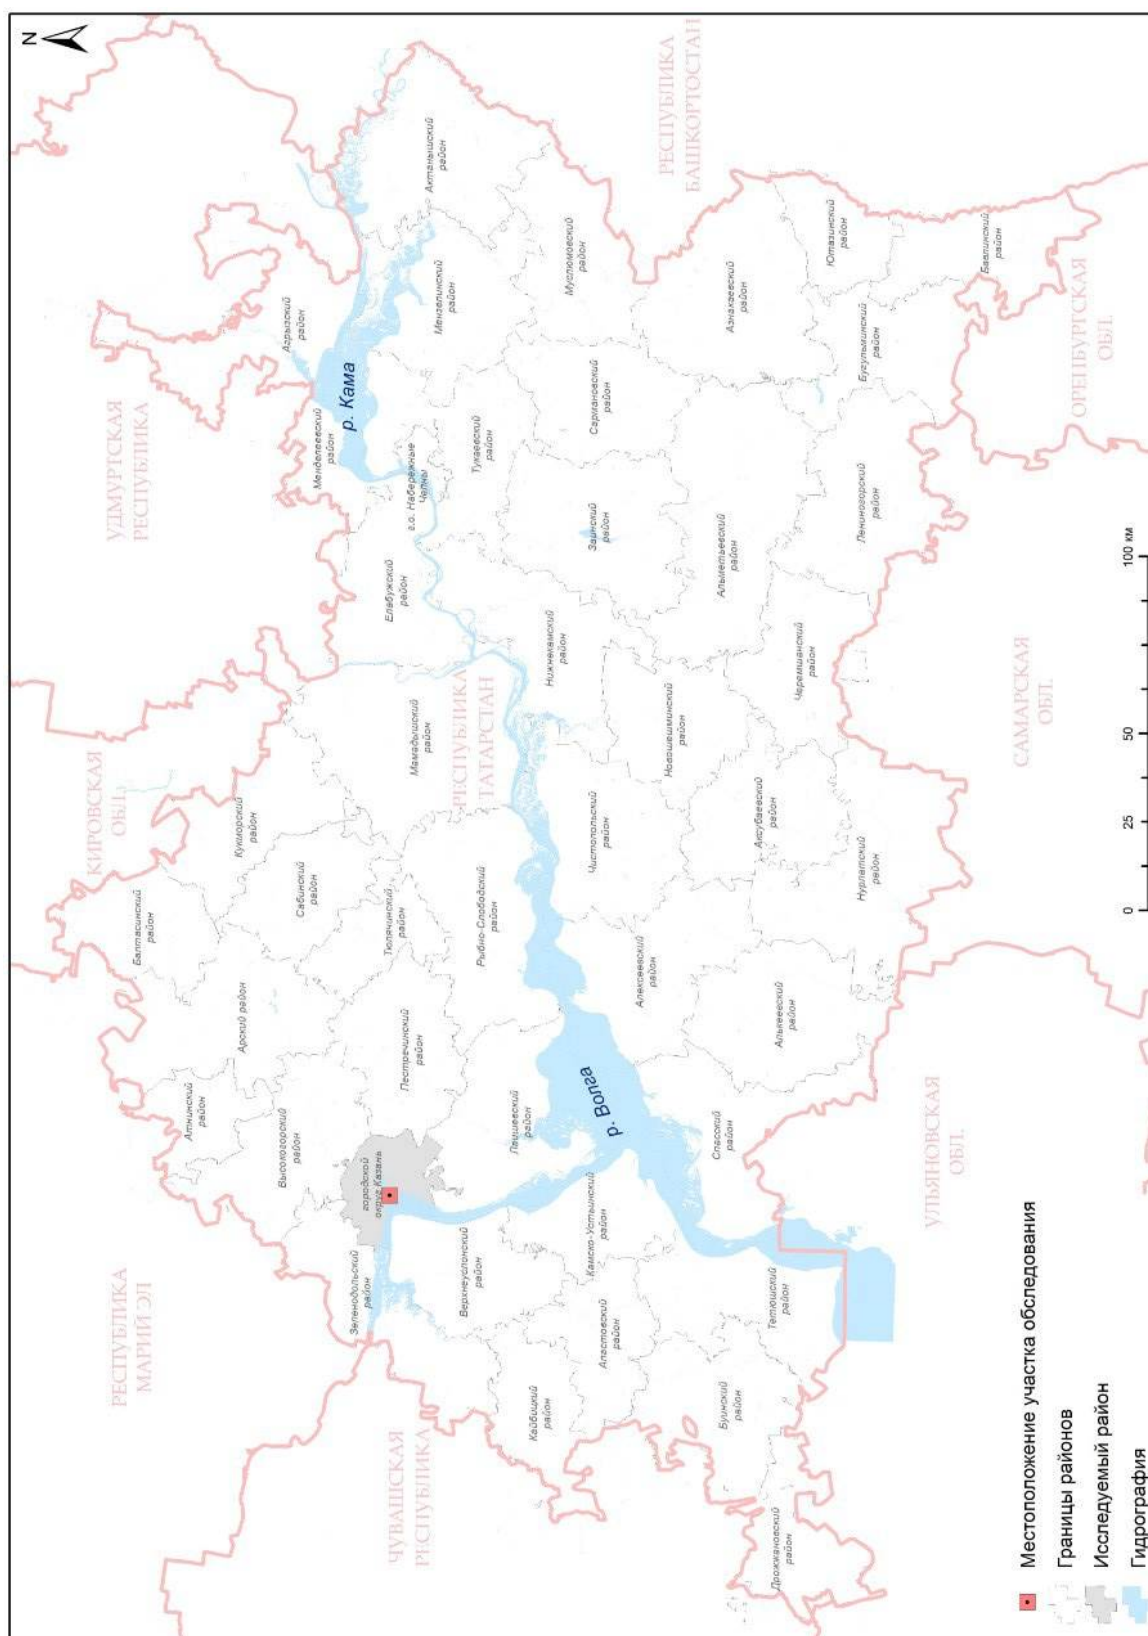 N
УДМУРТСКАЯ
РЕСПУБЛИКА
КИРОВСКАЯ
ОБЛ.
РЕСПУБЛИКА
МАРИЙ ЭЛ
ЧУВАШСКАЯ
РЕСПУБЛИКА
РЕСПУБЛИКА
ТАТАРСТАН
РЕСПУБЛИКА
БАШКОРТОСТАН
ОРЕНБУРГСКАЯ
ОБЛ.
САМАРСКАЯ
ОБЛ.
УЛЬЯНОВСКАЯ
ОБЛ.
Балтасинский
район
Кукморский
район
Атнинский
район
Арский район
Сабинский
район
Высокогорский
район
Тюлячинский
район
Пестречинский
район
Мамадышский
район
городской
округ Казань
Зеленодольский
район
Рыбно-Слободский
район
Лаишевский
район
Верхнеуслонский
район
Елабужский
район
Менделеевский
район
Агрызский
район
г.о. Набережные
Челны
Тукаевский
район
Мензелинский
район
Актанышский
район
Муслюмовский
район
Сармановский
район
Заинский
район
Нижнекамский
район
Азнакаевский
район
Ютазинский
район
Бавлинский
район
Бугульминский
район
Лениногорский
район
Альметьевский
район
Черемшанский
район
Новошешминский
район
Чистопольский
район
Аксубаевский
район
Нурлатский
район
Алексеевский
район
Алькеевский
район
Спасский
район
Камско-Устьинский
район
Апастовский
район
Кайбицкий
район
Тетюшский
район
Буинский
район
Дрожжановский
район
р. Кама
р. Волга
0 25 50 100 км
Местоположение участка обследования
Границы районов
Исследуемый район
Гидрография